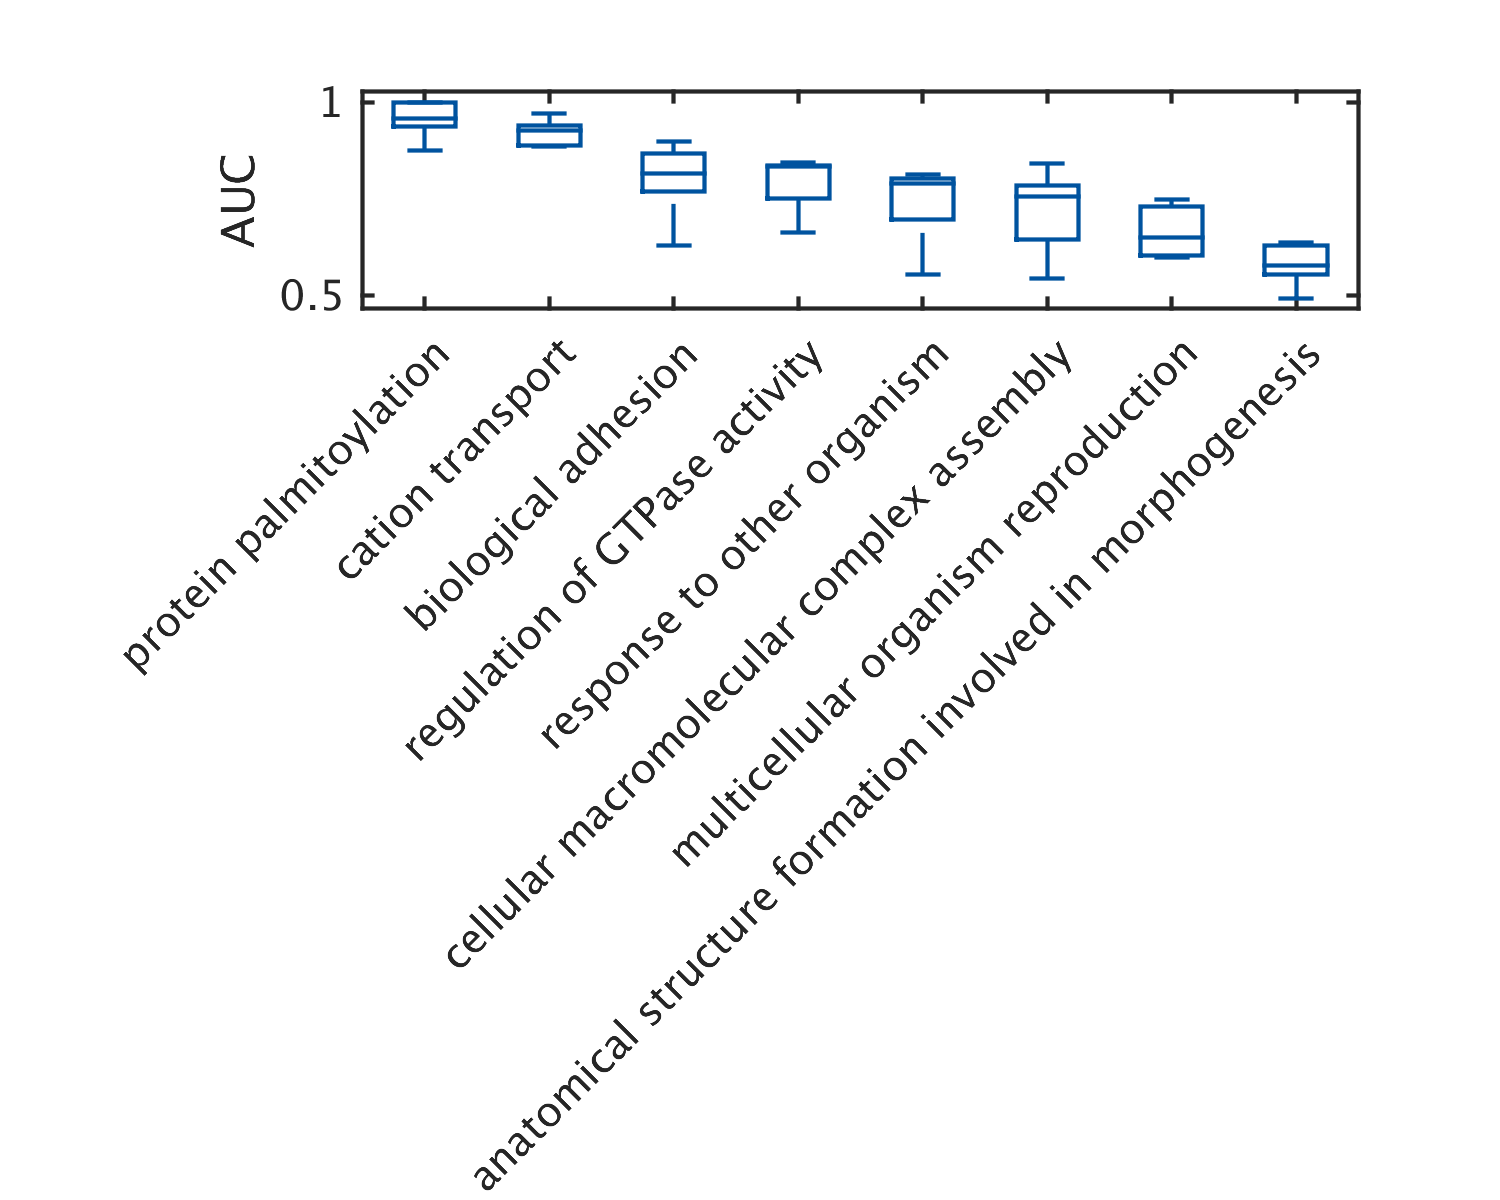 1
AUC
0.5
protein palmitoylation
cation transport
biological adhesion
regulation of GTPase activity
response to other organism
cellular macromolecular complex assembly
multicellular organism reproduction
anatomical structure formation involved in morphogenesis